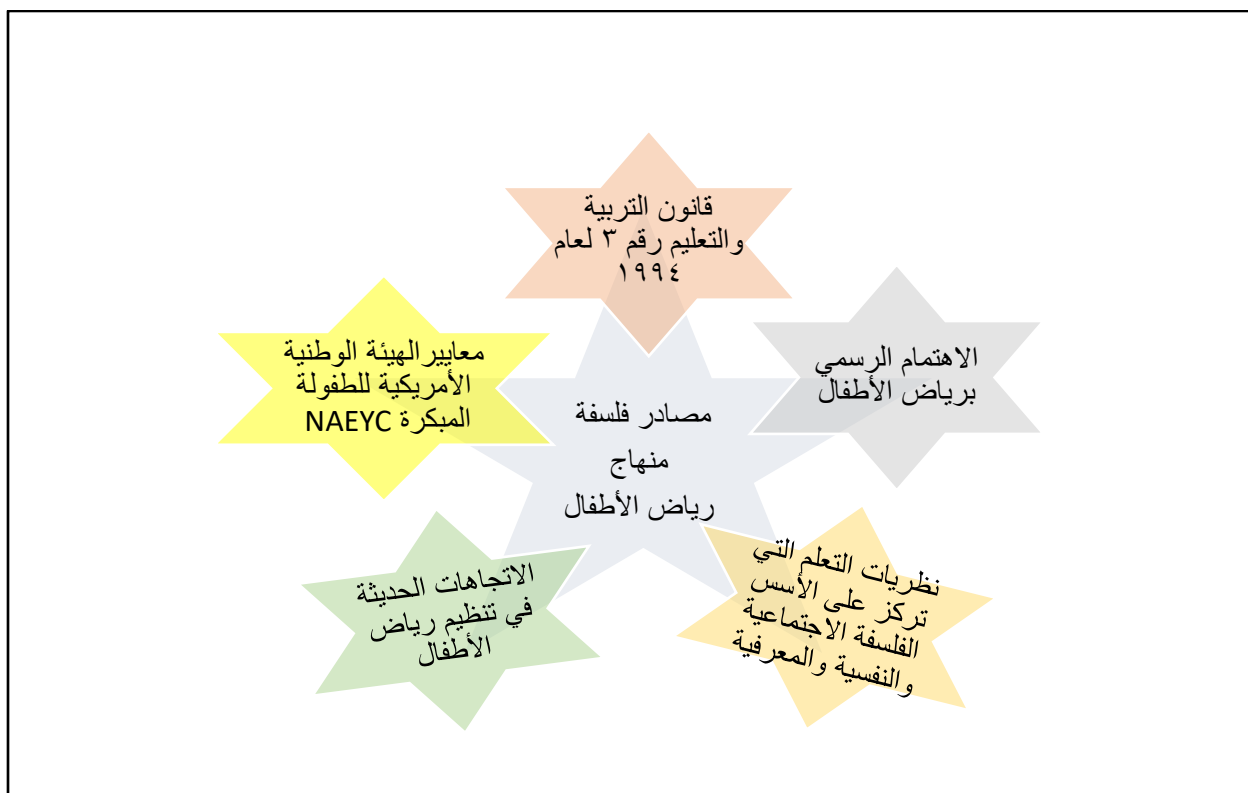 قانون التربية
والتعليم رقم ٣ لعام
١٩٩٤
الاهتمام الرسمي
برياض الأطفال
معاييرالهيئة الوطنية
الأمريكية للطفولة
المبكرة NAEYC
مصادر فلسفة
منهاج
رياض الأطفال
نظريات التعلم التي
تركز على الأسس
الفلسفة الاجتماعية
والنفسية والمعرفية
الاتجاهات الحديثة
في تنظيم رياض
الأطفال